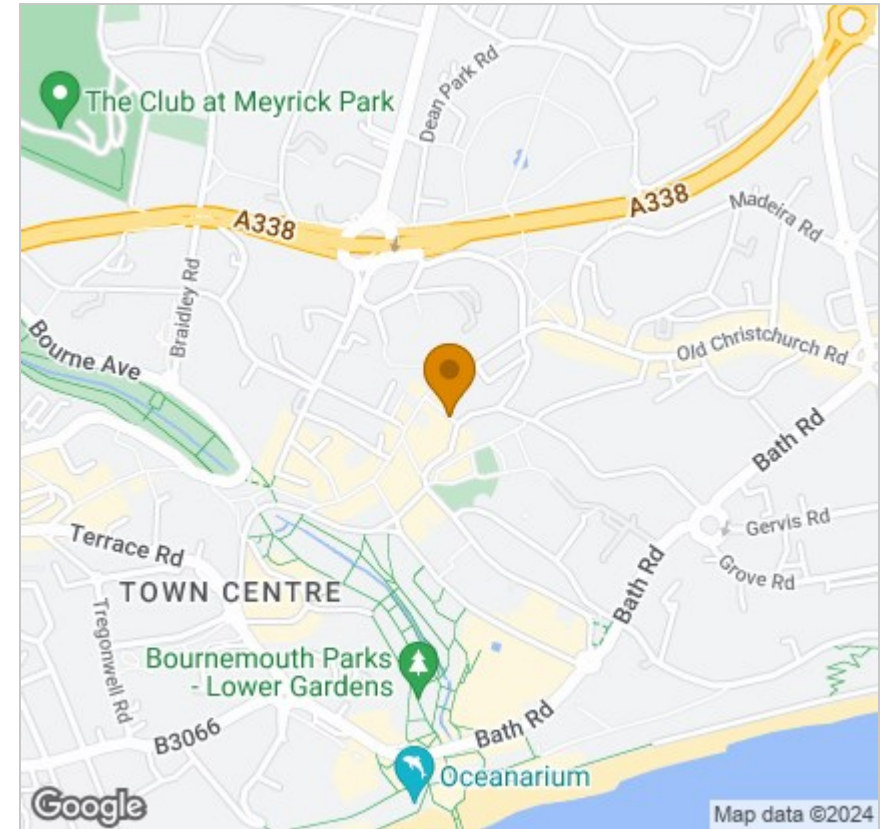 Dean Park Rd
The Club at Meyrick Park
A338
A338
Madeira Rd
Braidley Rd
Bourne Ave
Old Christchurch Rd
Bath Rd
Gervis Rd
Terrace Rd
Grove Rd
TOWN CENTRE
Bath Rd
Tregonwell Rd
Bournemouth Parks
- Lower Gardens
B3066
Bath Rd
Oceanarium
Google
Map data ©2024